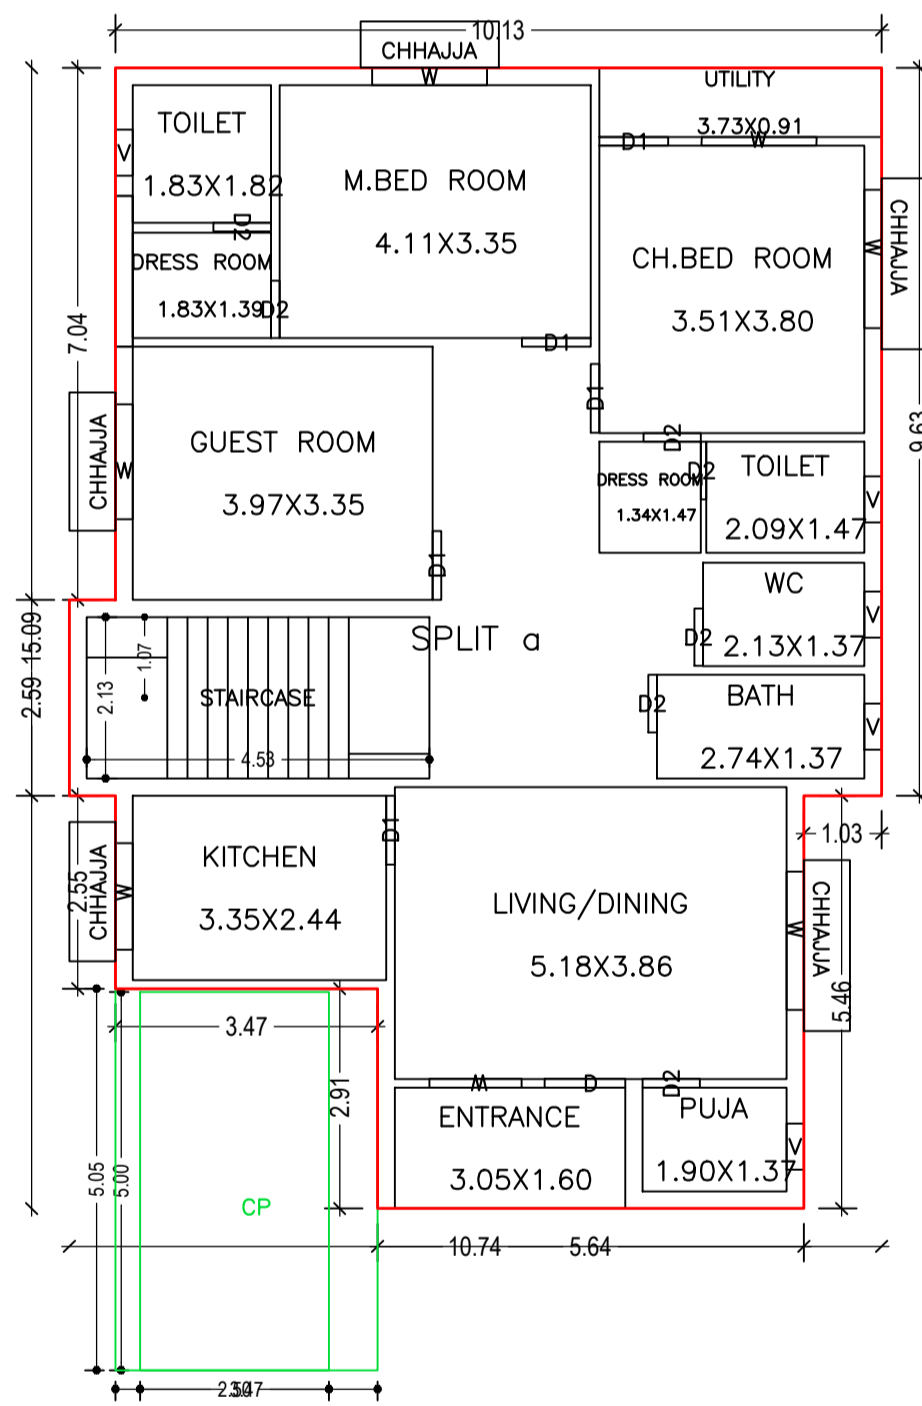 10.13
CHHAJJA
W
UTILITY
3.73X0.91
D1
W
TOILET
1.83X1.82
V
D2
DRESS ROOM
1.83X1.39
D2
M.BED ROOM
4.11X3.35
D1
CH.BED ROOM
3.51X3.80
W
CHHAJJA
7.04
9.63
D1
D2
GUEST ROOM
3.97X3.35
CHHAJJA
W
D1
DRESS ROOM
1.34X1.47
D2
TOILET
2.09X1.47
V
WC
2.13X1.37
D2
V
SPLIT a
15.09
2.59
2.13
1.07
STAIRCASE
4.53
BATH
2.74X1.37
D2
V
1.03
KITCHEN
3.35X2.44
D1
W
CHHAJJA
2.55
LIVING/DINING
5.18X3.86
W
CHHAJJA
5.46
3.47
2.91
W
D
D2
ENTRANCE
3.05X1.60
PUJA
1.90X1.37
V
5.05
5.00
CP
10.74
5.64
2.50
3.47